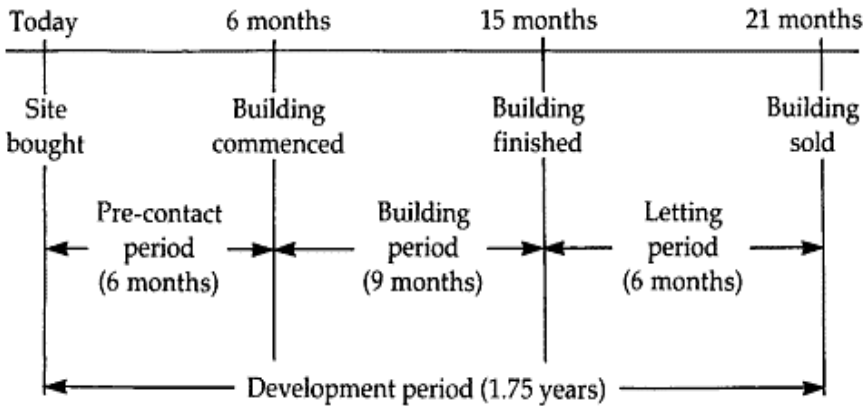 Today 6 months 15 months 21 months
Site Building Building Building
bought commenced finished sold
Pre-contact Building Letting
period period period
(6 months) (9 months) (6 months)
Development period (1.75 years)